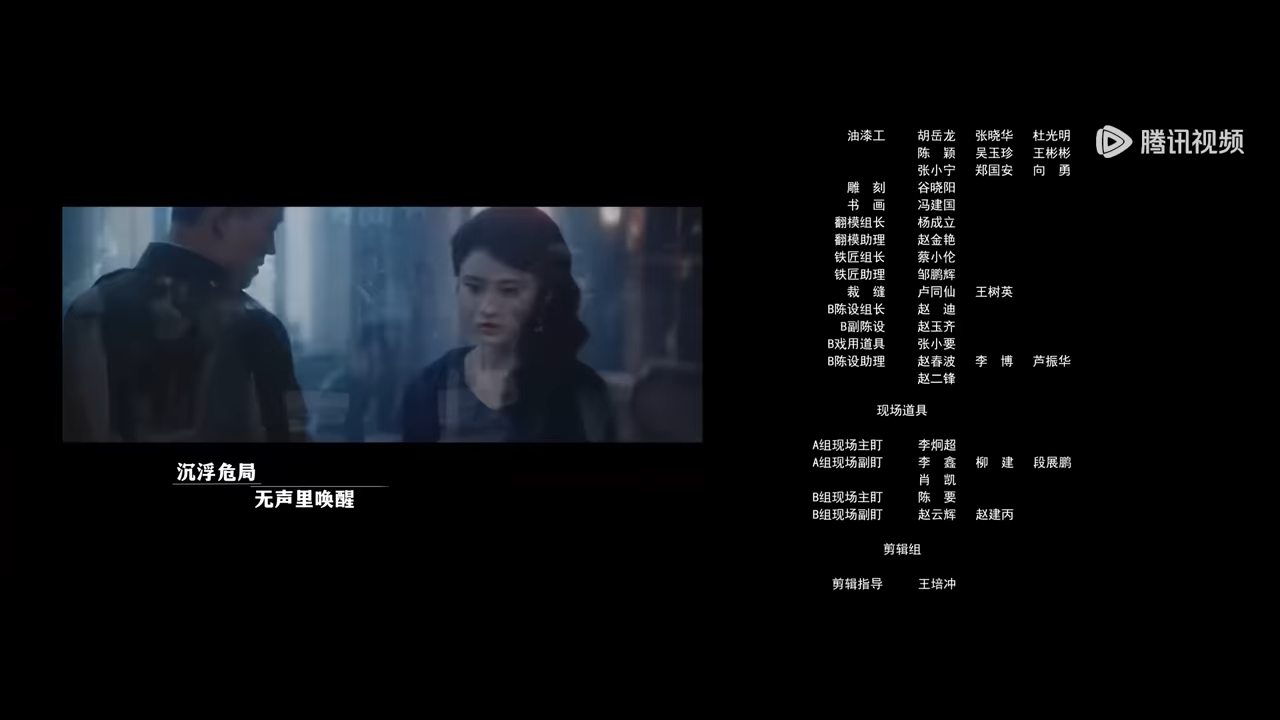 油漆工 胡岳龙 张晓华 杜光明
陈 颖 吴玉珍 王彬彬
张小宁 郑国安 向 勇
雕 刻 谷晓阳
书 画 冯建国
翻模组长 杨成立
翻模助理 赵金艳
铁匠组长 蔡小伦
铁匠助理 邹鹏辉
裁 缝 卢同仙 王树英
B陈设组长 赵 迪
B副陈设 赵玉齐
B戏用道具 张小要
B陈设助理 赵春波 李 博 芦振华
赵二锋
现场道具
A组现场主盯 李炯超
A组现场副盯 李 鑫 柳 建 段展鹏
肖 凯
B组现场主盯 陈 要
B组现场副盯 赵云辉 赵建丙
剪辑组
剪辑指导 王培冲
腾讯视频
沉浮危局
无声里唤醒